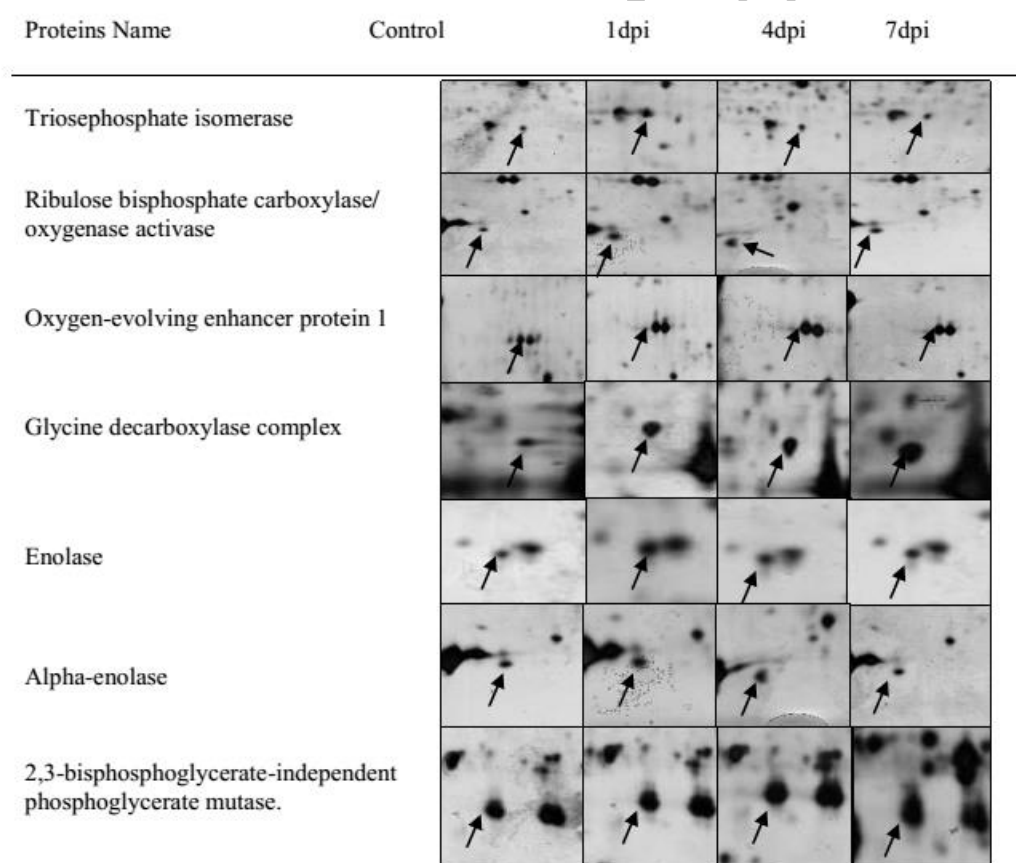 Proteins Name Control 1dpi 4dpi 7dpi
Triosephosphate isomerase
Ribulose bisphosphate carboxylase/
oxygenase activase
Oxygen-evolving enhancer protein 1
Glycine decarboxylase complex
Enolase
Alpha-enolase
2,3-bisphosphoglycerate-independent
phosphoglycerate mutase.